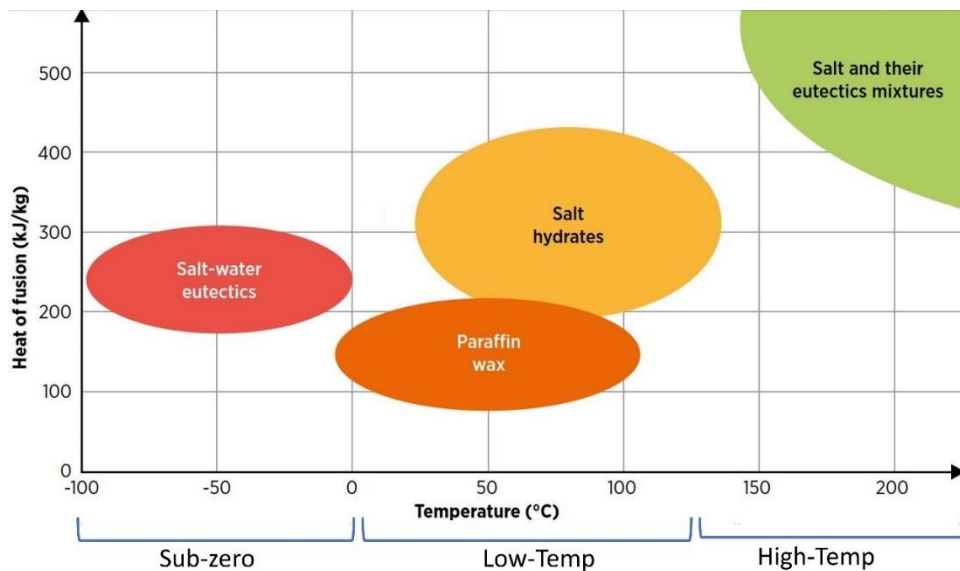 500
400
300
200
100
0
Heat of fusion (kJ/kg)
Salt and their
eutectics mixtures
Salt
hydrates
Salt-water
eutectics
Paraffin
wax
-100
-50
0
50
100
150
200
Temperature (°C)
Sub-zero
Low-Temp
High-Temp